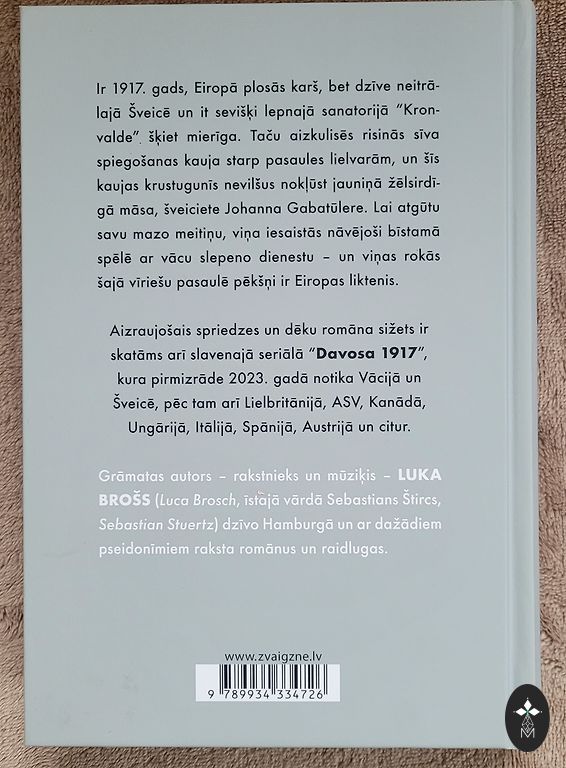 Ir 1917. gads, Eiropā plosās karš, bet dzīve neitrā-
lajā Šveicē un it sevišķi lepnajā sanatorijā “Kron-
valde” šķiet mierīga. Taču aizkulisēs risinās sīva
spiegošanas kauja starp pasaules lielvarām, un šīs
kaujas krustugunīs nevilšus nokļūst jauniņā žēlsirdī-
gā māsa, šveiciete Johanna Gabatūlere. Lai atgūtu
savu mazo meitiņu, viņa iesaistās nāvējoši bīstamā
spēlē ar vācu slepeno dienestu – un viņas rokās
šajā vīriešu pasaulē pēkšņi ir Eiropas liktenis.
Aizraujošais spriedzes un dēku romāna sižets ir
skatāms arī slavenajā seriālā “Davosa 1917”,
kura pirmizrāde 2023. gadā notika Vācijā un
Šveicē, pēc tam arī Lielbritānijā, ASV, Kanādā,
Ungārijā, Itālijā, Spānijā, Austrijā un citur.
Grāmatas autors – rakstnieks un mūziķis – LUKA
BROŠS (Luca Brosch, īstajā vārdā Sebastians Štircs,
Sebastian Stuertz) dzīvo Hamburgā un ar dažādiem
pseidonīmiem raksta romānus un raidlugas.
www.zvaigzne.lv
9 789934 334726
M